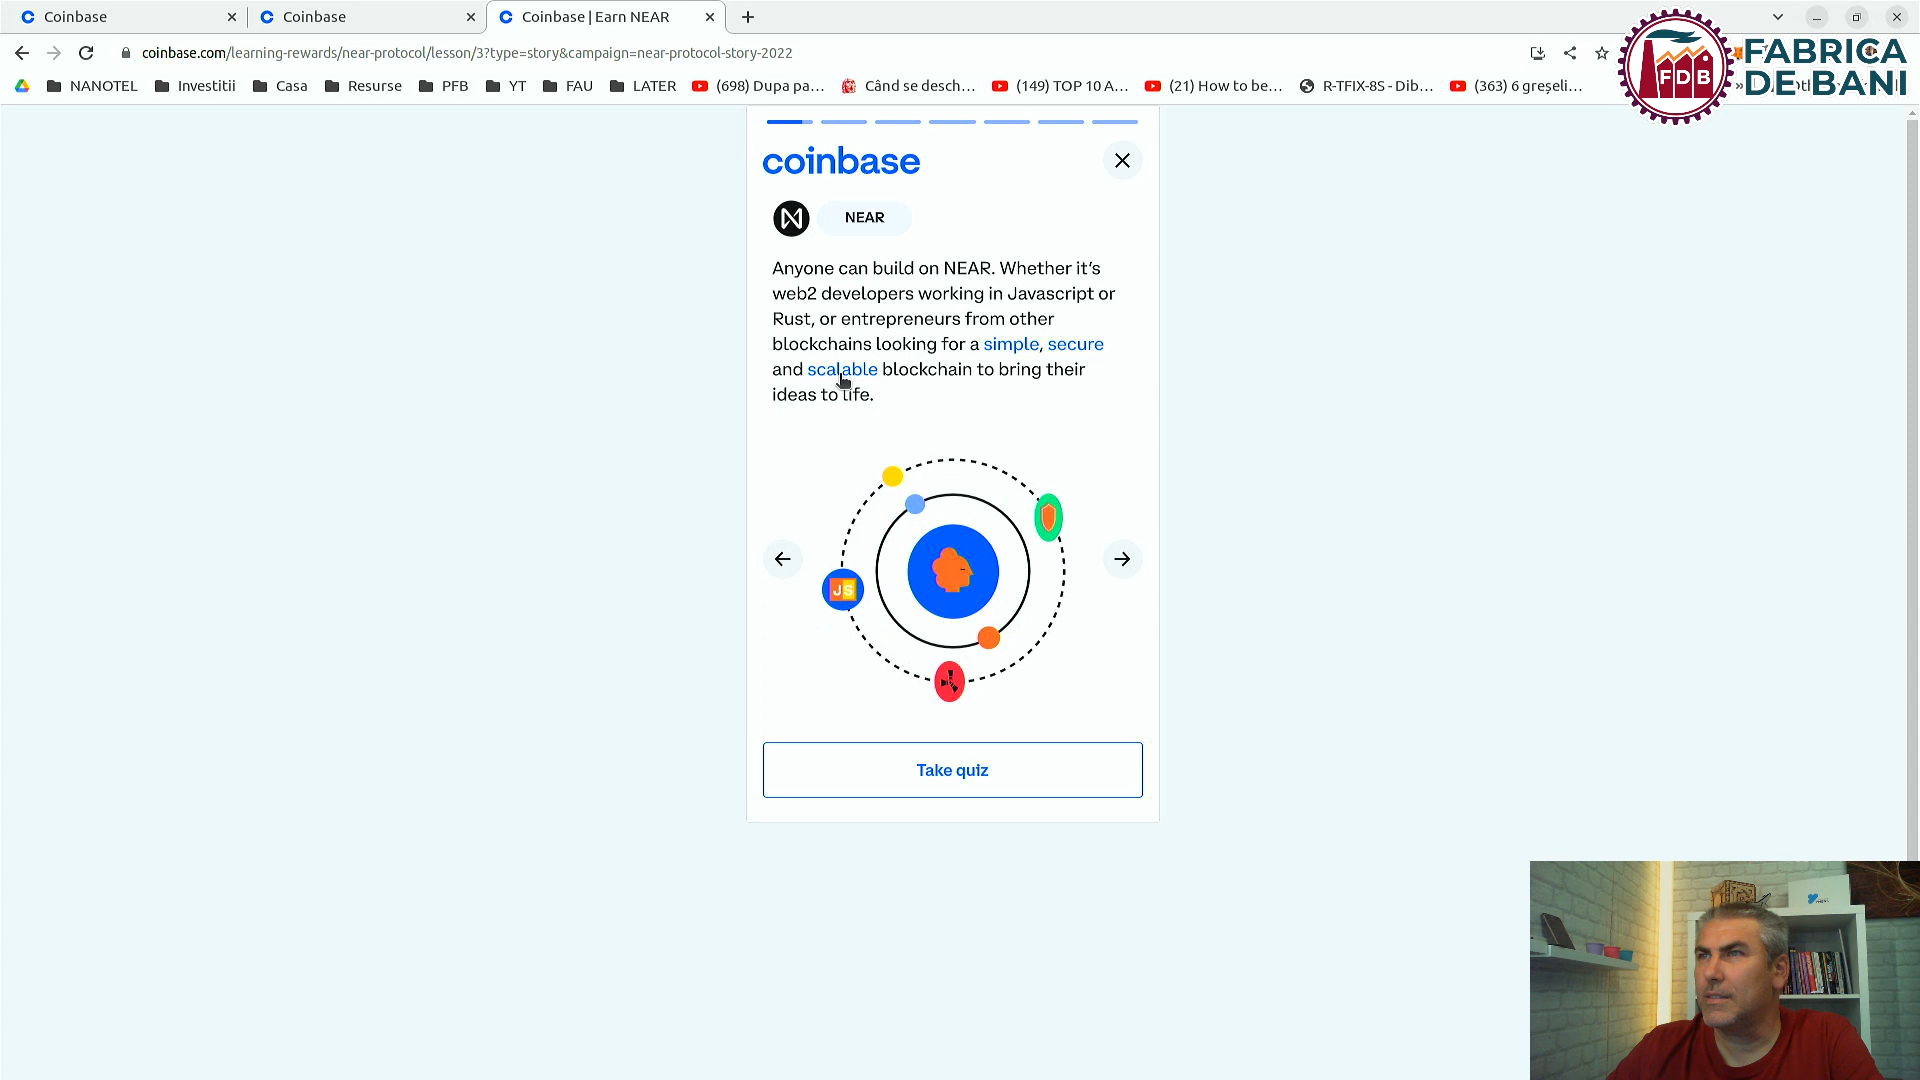 Coinbase
Coinbase
Coinbase | Earn NEAR
coinbase.com/learning-rewards/near-protocol/lesson/3?type=story&campaign=near-protocol-story-2022
NANOTEL
Investitii
Casa
Resurse
PFB
YT
FAU
LATER
(698) Dupa pa...
Când se desch...
(149) TOP 10 A...
(21) How to be...
R-TFIX-8S - Dib...
(363) 6 greșeli...
FDB
FABRICA
DE BANI
coinbase
NEAR
Anyone can build on NEAR. Whether it's
web2 developers working in Javascript or
Rust, or entrepreneurs from other
blockchains looking for a simple, secure
and scalable blockchain to bring their
ideas to life.
JS
Take quiz